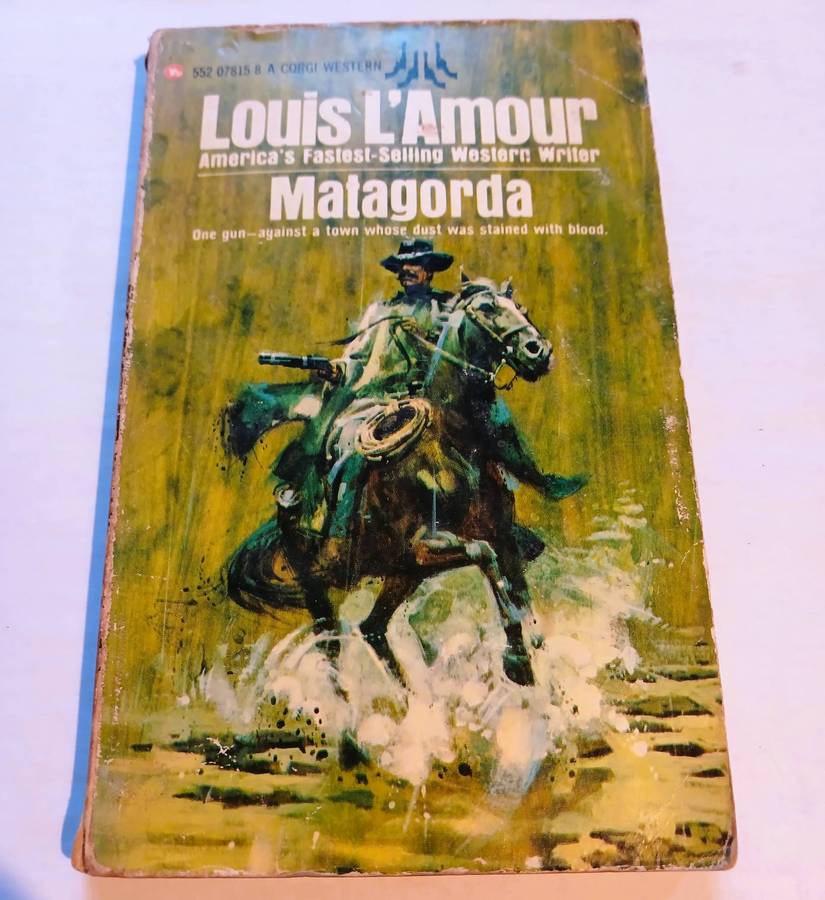 552 07815 8 A CORGI WESTERN
Louis L'Amour
America's Fastest-Selling Western Writer
Matagorda
One gun—against a town whose dust was stained with blood.